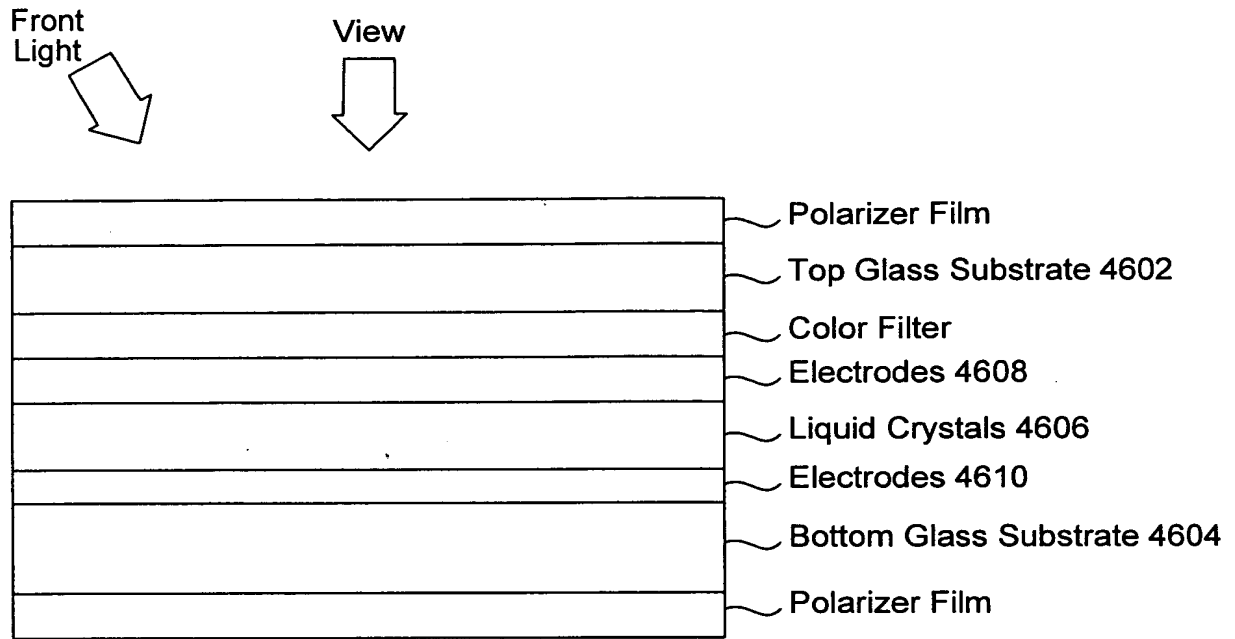 Front
Light
View
Polarizer Film
Top Glass Substrate 4602
Color Filter
Electrodes 4608
Liquid Crystals 4606
Electrodes 4610
Bottom Glass Substrate 4604
Polarizer Film